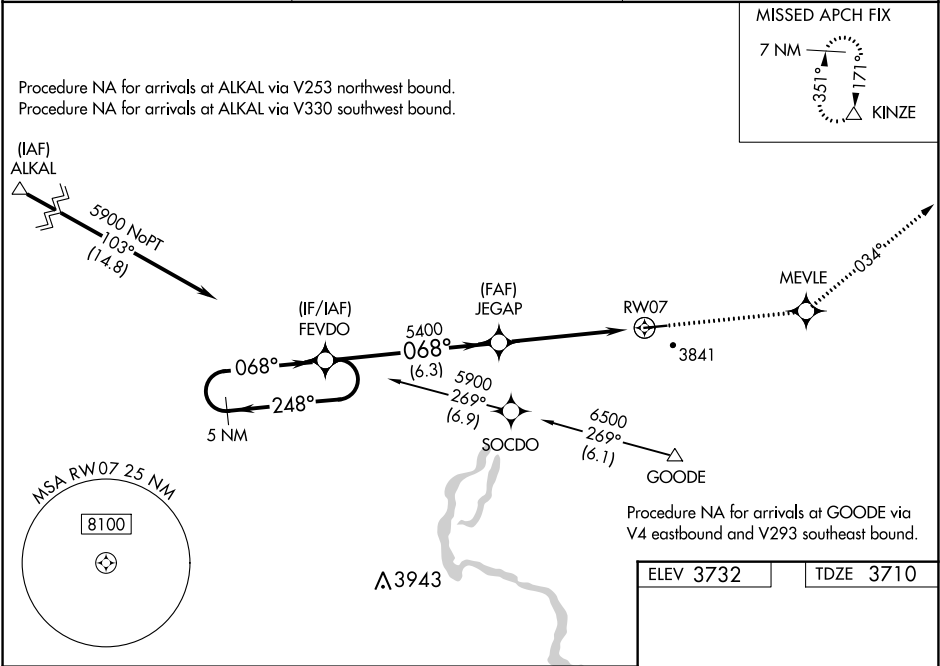 MISSED APCH FIX
7 NM
351°
171°
KINZE
Procedure NA for arrivals at ALKAL via V253 northwest bound.
Procedure NA for arrivals at ALKAL via V330 southwest bound.
(IAF)
ALKAL
5900 NoPT
103°
(14.8)
034°
MEVLE
(IF/IAF)
FEVDO
(FAF)
JEGAP
RW07
5400
068°
068°
(6.3)
3841
248°
5 NM
5900
269°
(6.9)
SOCDO
6500
269°
(6.1)
GOODE
MSA RW07 25 NM
8100
Procedure NA for arrivals at GOODE via
V4 eastbound and V293 southeast bound.
3943
ELEV 3732
TDZE 3710